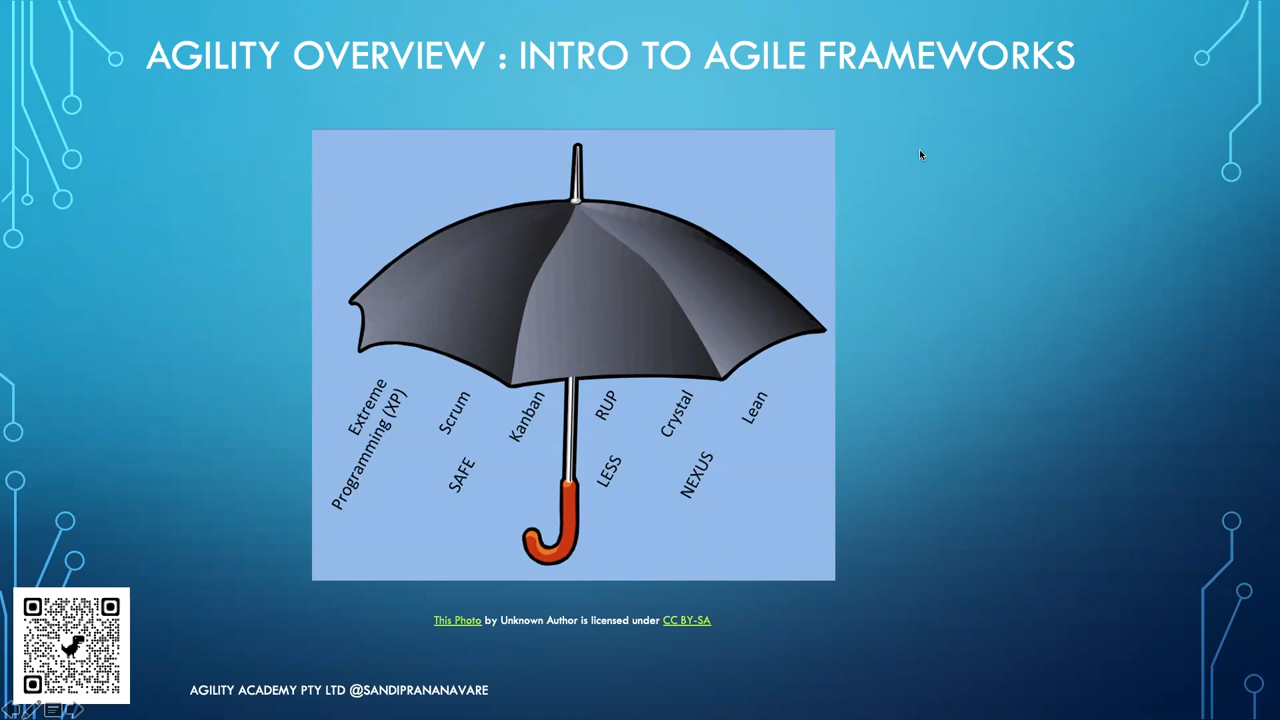 AGILITY OVERVIEW : INTRO TO AGILE FRAMEWORKS
Extreme
Programming (XP)
Scrum
Kanban
RUP
Crystal
Lean
SAFE
LESS
NEXUS
This Photo by Unknown Author is licensed under CC BY-SA
AGILITY ACADEMY PTY LTD @SANDIPRANANAVARE